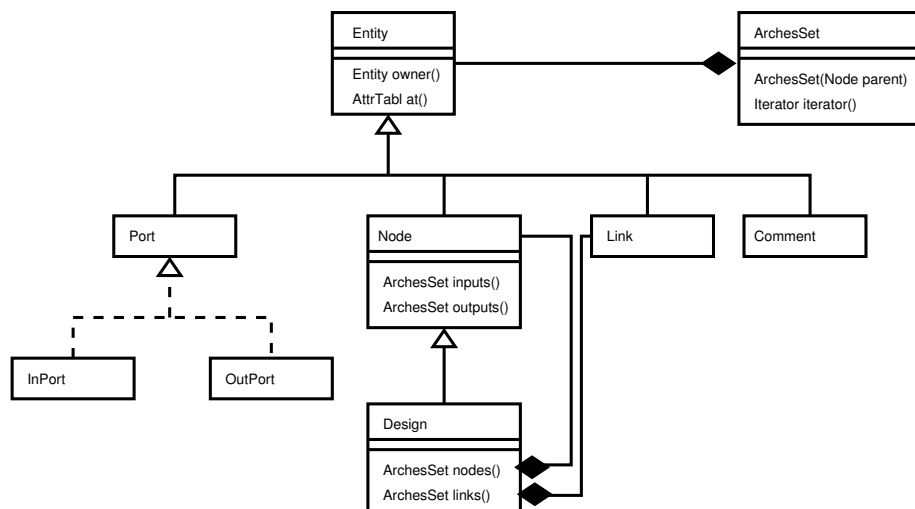 Entity
Entity owner()
AttrTabl at()
ArchesSet
ArchesSet(Node parent)
Iterator iterator()
Port
Node
ArchesSet inputs()
ArchesSet outputs()
Link
Comment
InPort
OutPort
Design
ArchesSet nodes()
ArchesSet links()